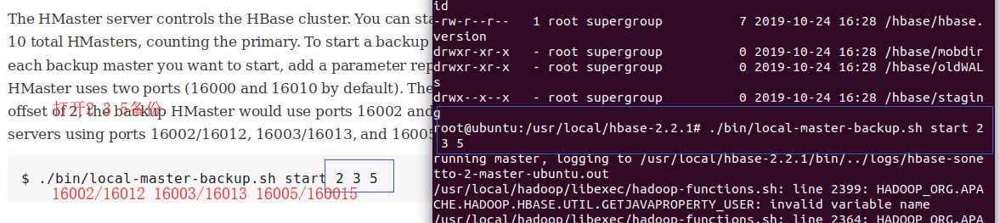 The HMaster server controls the HBase cluster. You can sta
10 total HMasters, counting the primary. To start a backup
each backup master you want to start, add a parameter rep
HMaster uses two ports (16000 and 16010 by default). The
打开2 3 5备份
offset of 2, the backup HMaster would use ports 16002 and
servers using ports 16002/16012, 16003/16013, and 16005
$ ./bin/local-master-backup.sh start 2 3 5
16002/16012 16003/16013 16005/160015
id
-rw-r--r--   1 root supergroup          7 2019-10-24 16:28 /hbase/hbase.
version
drwxr-xr-x   - root supergroup          0 2019-10-24 16:28 /hbase/mobdir
drwxr-xr-x   - root supergroup          0 2019-10-24 16:28 /hbase/oldWAL
s
drwx--x--x   - root supergroup          0 2019-10-24 16:28 /hbase/stagin
g
root@ubuntu:/usr/local/hbase-2.2.1# ./bin/local-master-backup.sh start 2
 3 5
running master, logging to /usr/local/hbase-2.2.1/bin/../logs/hbase-sone
tto-2-master-ubuntu.out
/usr/local/hadoop/libexec/hadoop-functions.sh: line 2399: HADOOP_ORG.APA
CHE.HADOOP.HBASE.UTIL.GETJAVAPROPERTY_USER: invalid variable name
/usr/local/hadoop/libexec/hadoop-functions.sh: line 2364: HADOOP_ORG.APA